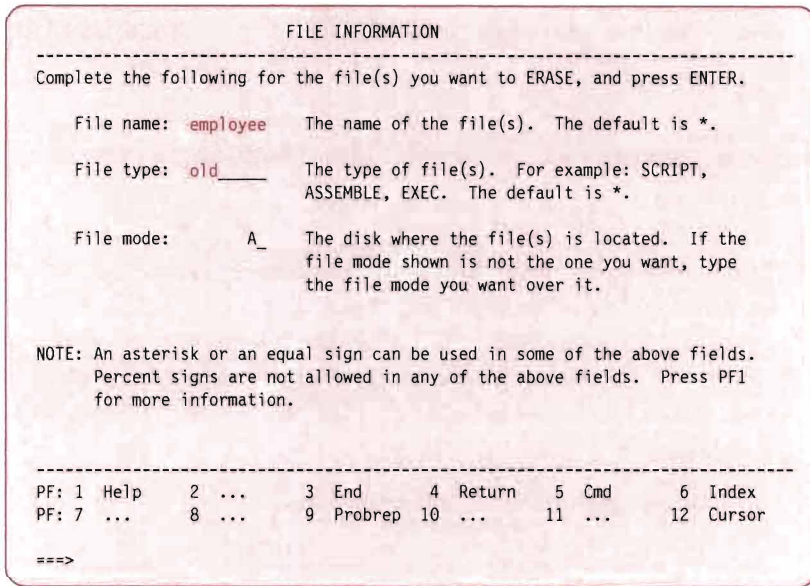 FILE INFORMATION
Complete the following for the file(s) you want to ERASE, and press ENTER.
File name: employee The name of the file(s). The default is *.
File type: old_____ The type of file(s). For example: SCRIPT,
ASSEMBLE, EXEC. The default is *.
File mode: A_ The disk where the file(s) is located. If the
file mode shown is not the one you want, type
the file mode you want over it.
NOTE: An asterisk or an equal sign can be used in some of the above fields.
Percent signs are not allowed in any of the above fields. Press PF1
for more information.
PF: 1 Help 2 ... 3 End 4 Return 5 Cmd 6 Index
PF: 7 ... 8 ... 9 Probrep 10 ... 11 ... 12 Cursor
===>